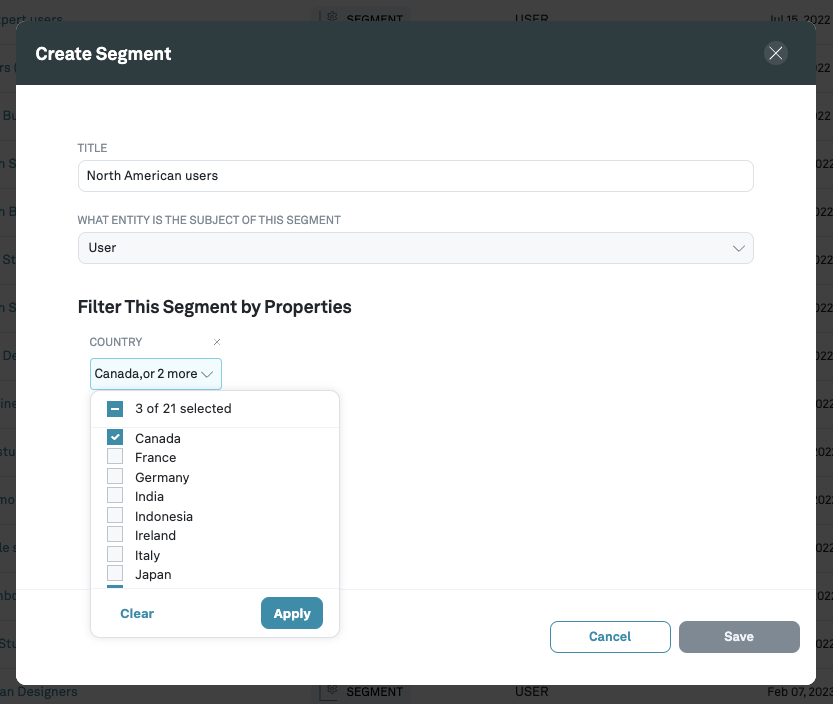 pert users SEGMENT USER Jul 15, 2022
Create Segment
TITLE
North American users
WHAT ENTITY IS THE SUBJECT OF THIS SEGMENT
User
Filter This Segment by Properties
COUNTRY
Canada,or 2 more
3 of 21 selected
Canada
France
Germany
India
Indonesia
Ireland
Italy
Japan
Clear
Apply
Cancel
Save
an Designers SEGMENT USER Feb 07, 2023